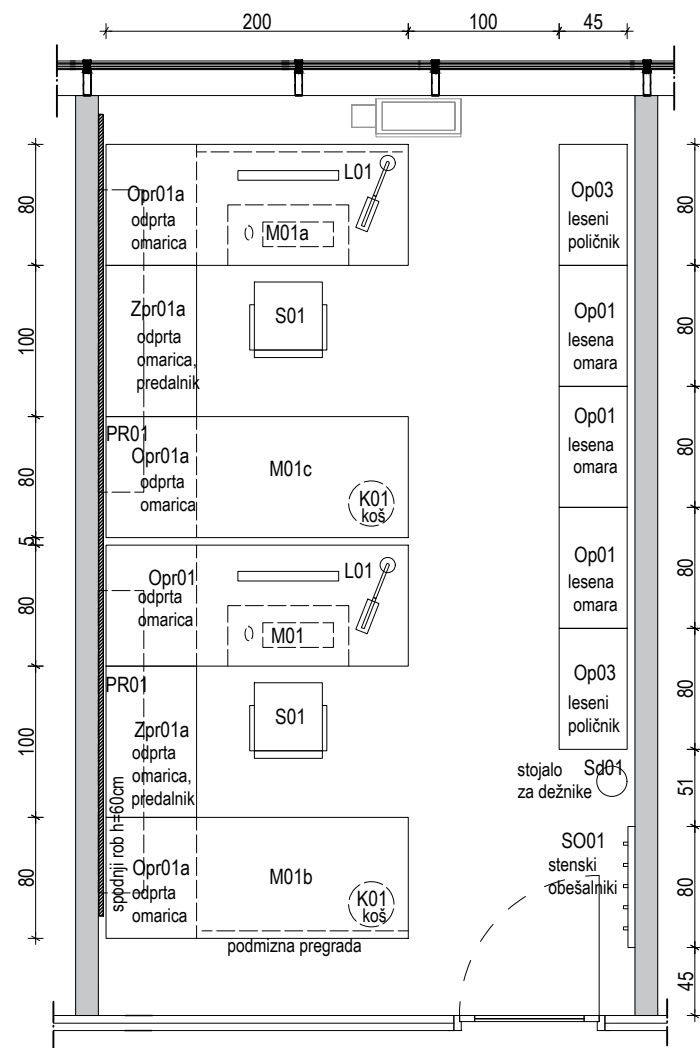 200
100
45
80
100
80
5
80
100
80
Opr01a
odprta
omarica
L01
M01a
Zpr01a
odprta
omarica,
predalnik
S01
PR01
Opr01a
odprta
omarica
M01c
K01
koš
Opr01
odprta
omarica
L01
M01
PR01
Zpr01a
odprta
omarica,
predalnik
S01
spodnji rob h=60cm
Opr01a
odprta
omarica
M01b
K01
koš
podmizna pregrada
Op03
leseni
poličnik
Op01
lesena
omara
Op01
lesena
omara
Op01
lesena
omara
Op03
leseni
poličnik
stojalo
za dežnike
Sd01
SO01
stenski
obešalniki
80
80
80
80
80
51
80
45